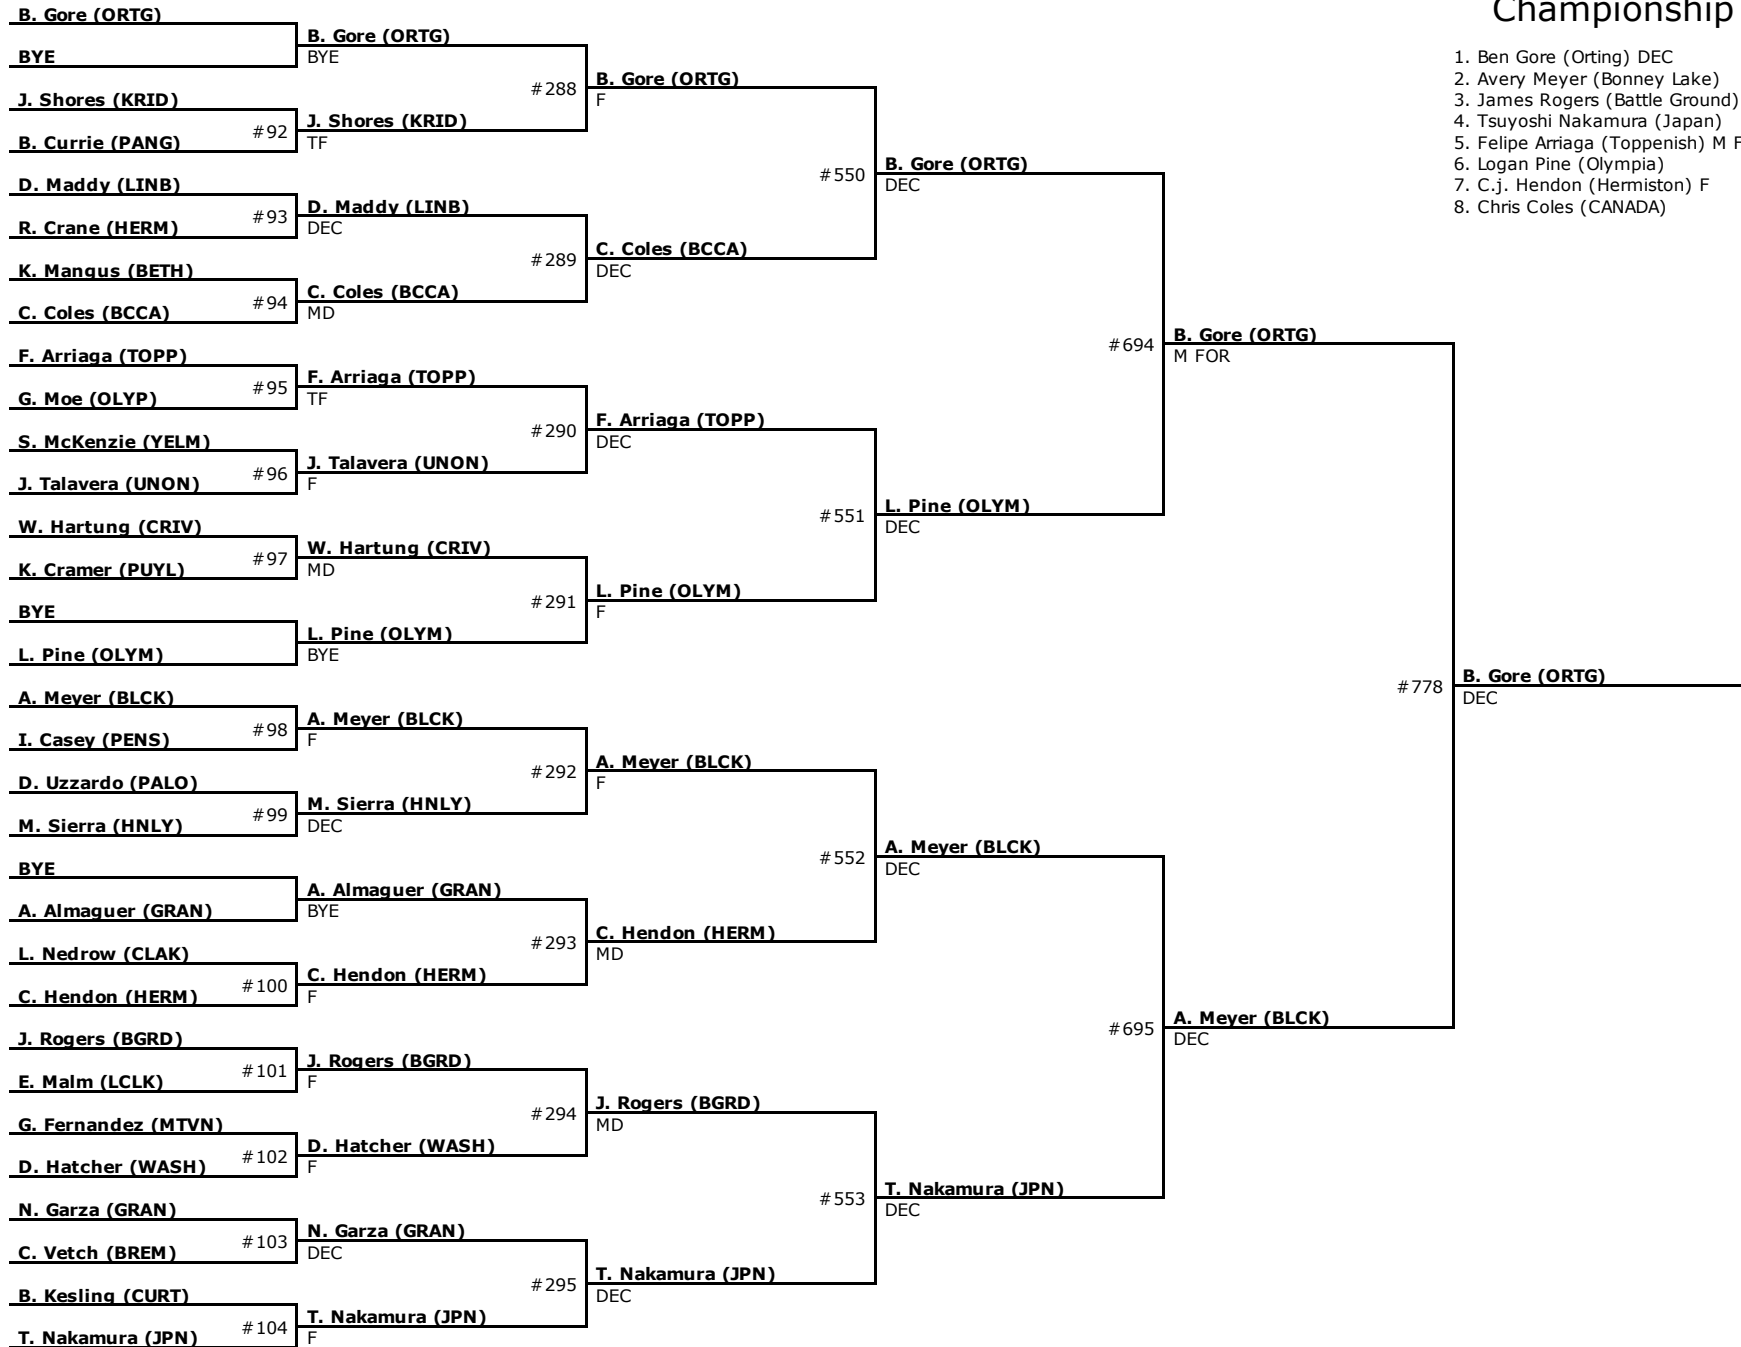 Championship
1. Ben Gore (Orting) DEC
2. Avery Meyer (Bonney Lake)
3. James Rogers (Battle Ground)
4. Tsuyoshi Nakamura (Japan)
5. Felipe Arriaga (Toppenish) M F
6. Logan Pine (Olympia)
7. C.j. Hendon (Hermiston) F
8. Chris Coles (CANADA)
B. Gore (ORTG)
BYE
J. Shores (KRID)
#92
B. Currie (PANG)
D. Maddy (LINB)
#93
R. Crane (HERM)
K. Mangus (BETH)
#94
C. Coles (BCCA)
F. Arriaga (TOPP)
#95
G. Moe (OLYP)
S. McKenzie (YELM)
#96
J. Talavera (UNON)
W. Hartung (CRIV)
#97
K. Cramer (PUYL)
BYE
L. Pine (OLYM)
A. Meyer (BLCK)
#98
I. Casey (PENS)
D. Uzzardo (PALO)
#99
M. Sierra (HNLY)
BYE
A. Almaguer (GRAN)
L. Nedrow (CLAK)
#100
C. Hendon (HERM)
J. Rogers (BGRD)
#101
E. Malm (LCLK)
G. Fernandez (MTVN)
#102
D. Hatcher (WASH)
N. Garza (GRAN)
#103
C. Vetch (BREM)
B. Kesling (CURT)
#104
T. Nakamura (JPN)
B. Gore (ORTG)
BYE
#288
J. Shores (KRID)
TF
D. Maddy (LINB)
DEC
#289
C. Coles (BCCA)
MD
F. Arriaga (TOPP)
TF
#290
J. Talavera (UNON)
F
W. Hartung (CRIV)
MD
#291
L. Pine (OLYM)
BYE
A. Meyer (BLCK)
F
#292
M. Sierra (HNLY)
DEC
A. Almaguer (GRAN)
BYE
#293
C. Hendon (HERM)
F
J. Rogers (BGRD)
F
#294
D. Hatcher (WASH)
F
N. Garza (GRAN)
DEC
#295
T. Nakamura (JPN)
F
B. Gore (ORTG)
F
#550
C. Coles (BCCA)
DEC
F. Arriaga (TOPP)
DEC
#551
L. Pine (OLYM)
F
A. Meyer (BLCK)
F
#552
C. Hendon (HERM)
MD
J. Rogers (BGRD)
MD
#553
T. Nakamura (JPN)
DEC
B. Gore (ORTG)
DEC
#694
L. Pine (OLYM)
DEC
A. Meyer (BLCK)
DEC
#695
T. Nakamura (JPN)
DEC
B. Gore (ORTG)
M FOR
#778
A. Meyer (BLCK)
DEC
B. Gore (ORTG)
DEC